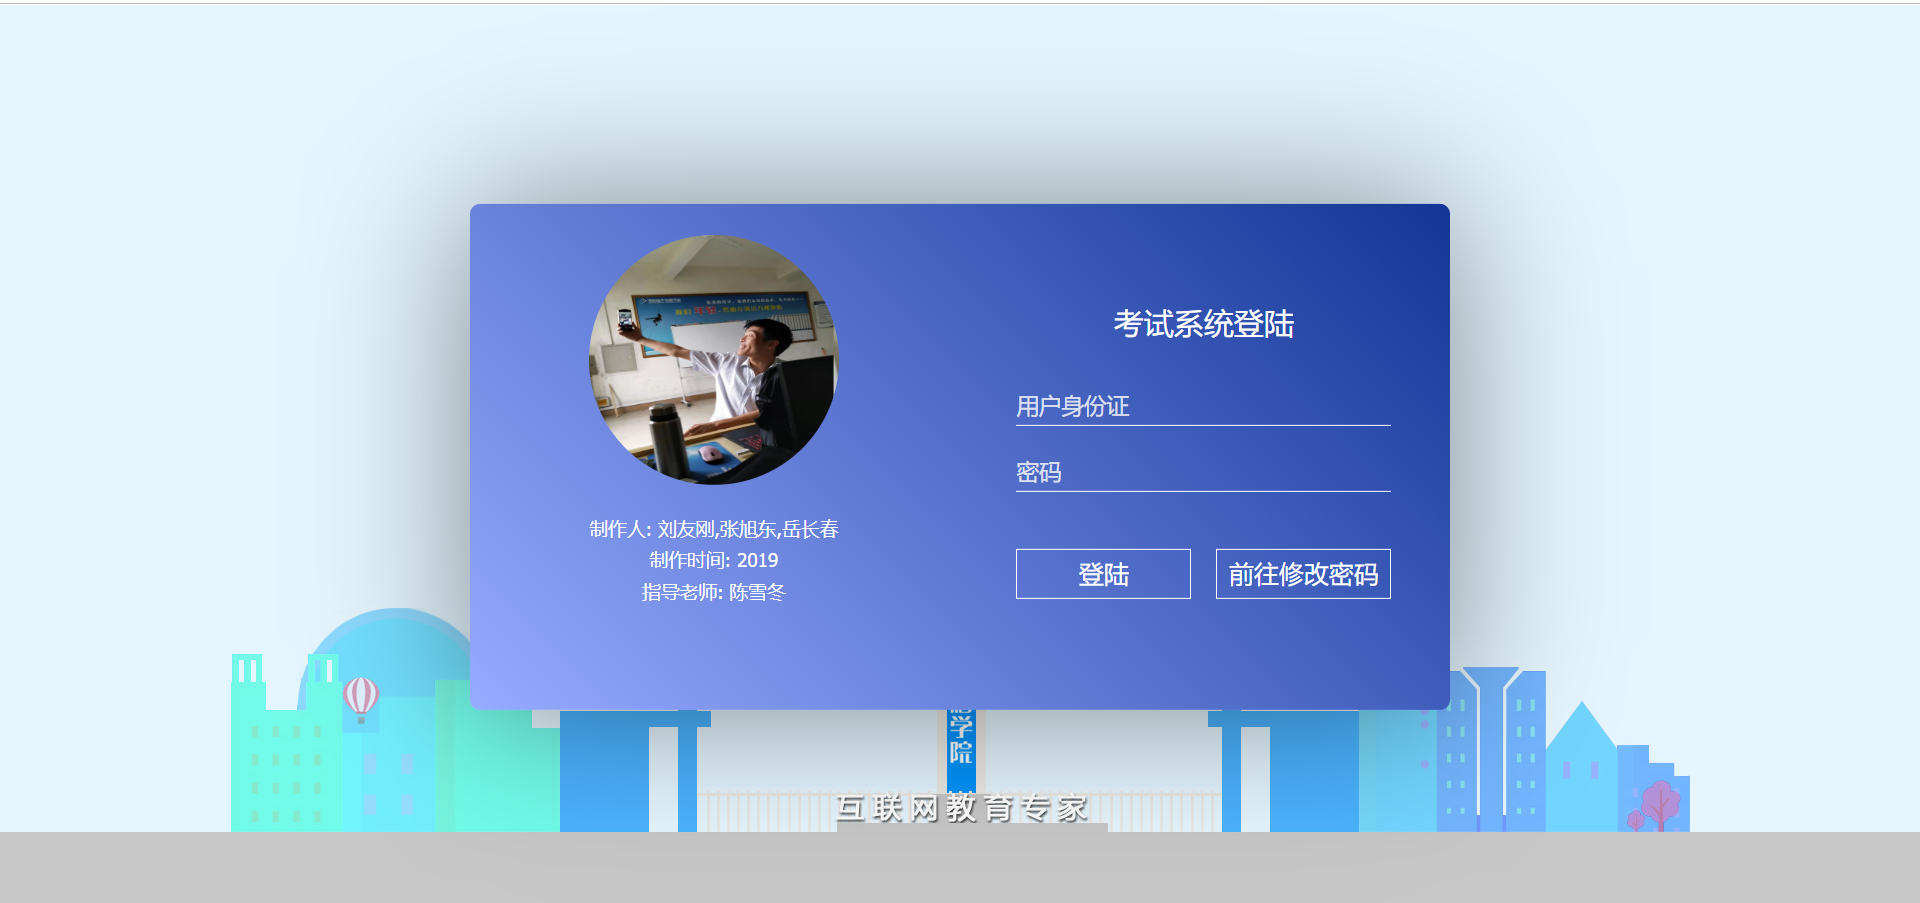 考试系统登陆
用户身份证
密码
登陆
前往修改密码
制作人: 刘友刚,张旭东,岳长春
制作时间: 2019
指导老师: 陈雪冬
学院
互联网教育专家